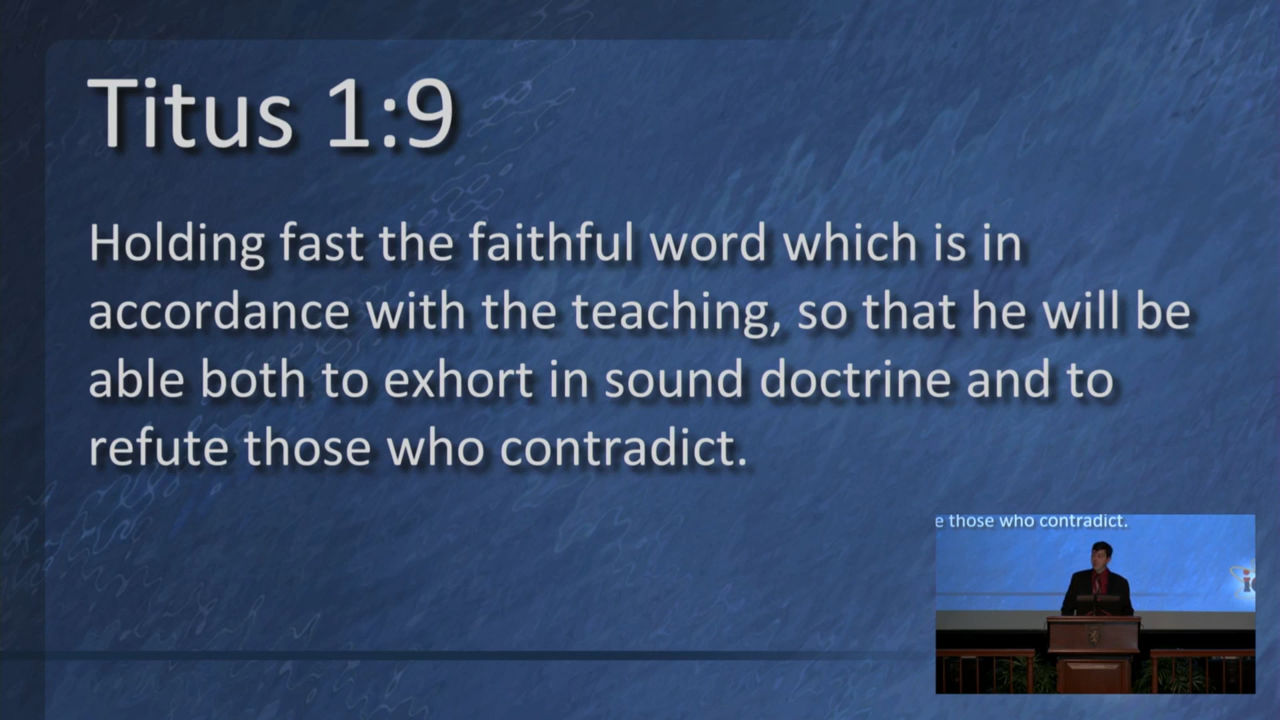 Titus 1:9
Holding fast the faithful word which is in
accordance with the teaching, so that he will be
able both to exhort in sound doctrine and to
refute those who contradict.
e those who contradict.